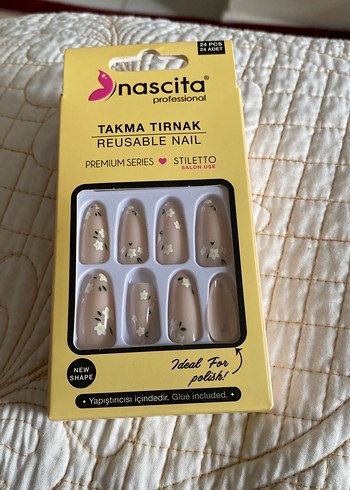 24 PCS
24 ADET
nascita®
professional
TAKMA TIRNAK
REUSABLE NAIL
PREMIUM SERIES STILETTO
SALON USE
NEW
SHAPE
Ideal For
polish!
• Yapıştırıcısı içindedir. Glue included. •